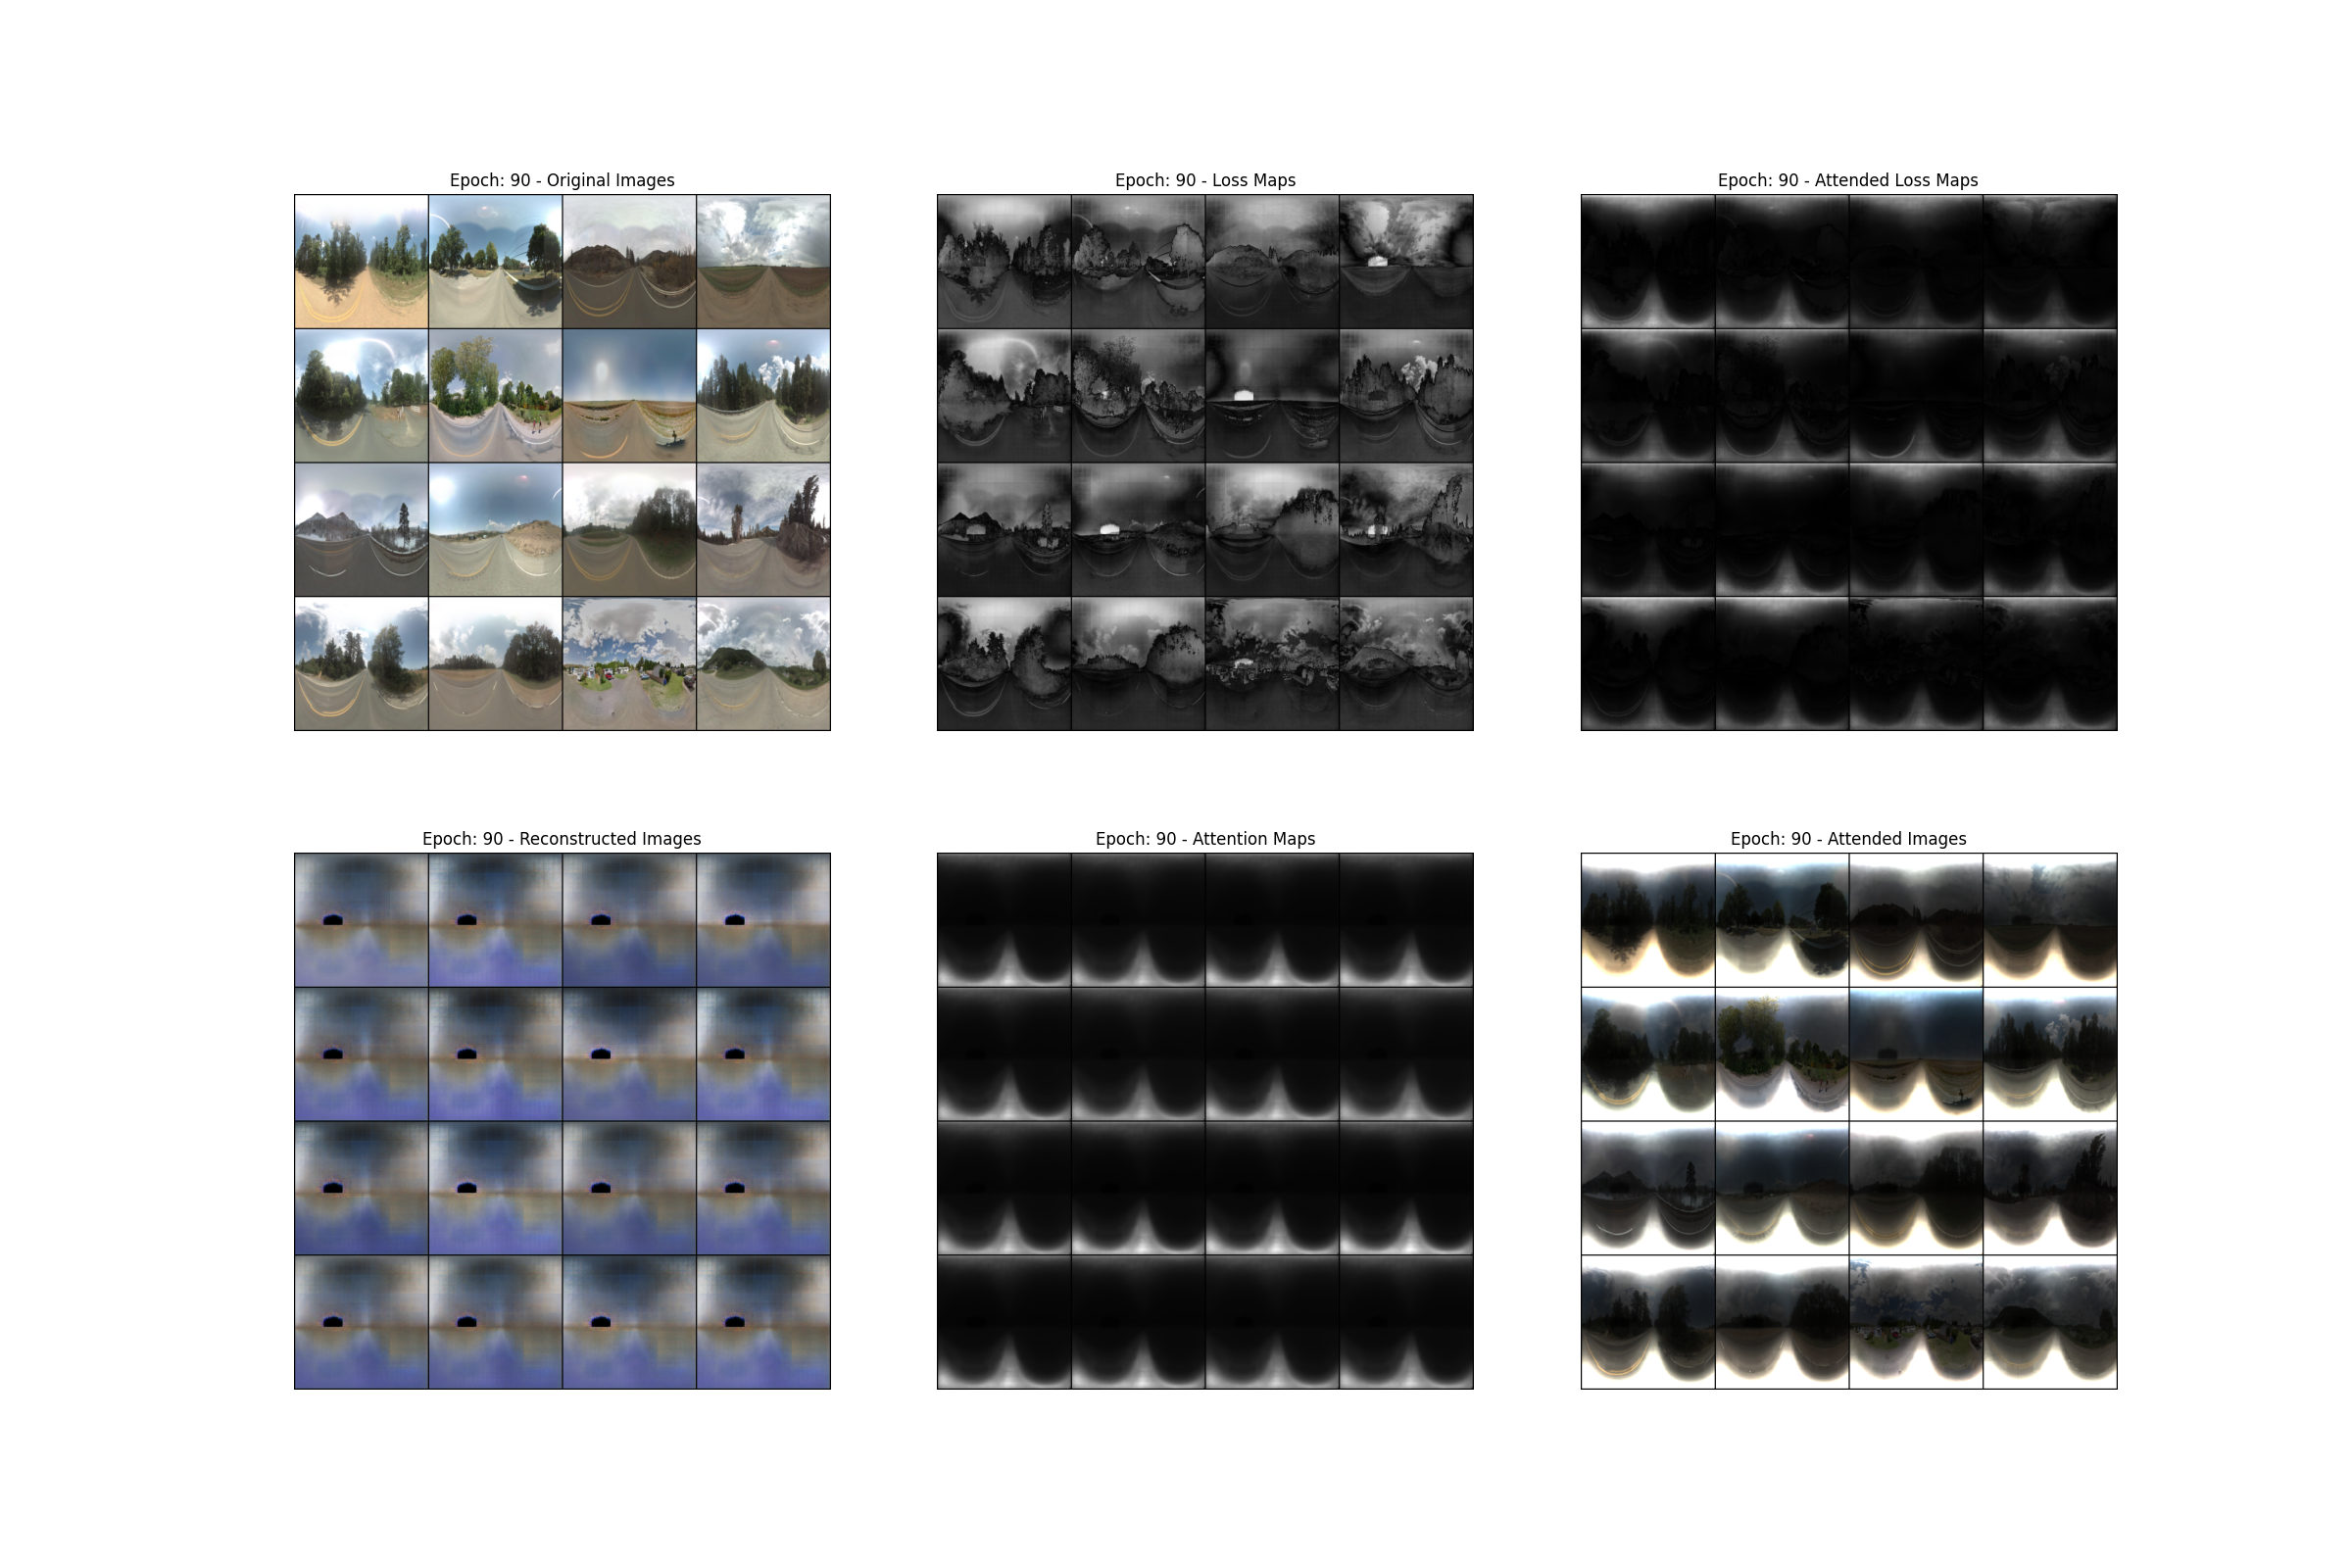 Epoch: 90 - Original Images
Epoch: 90 - Loss Maps
Epoch: 90 - Attended Loss Maps
Epoch: 90 - Reconstructed Images
Epoch: 90 - Attention Maps
Epoch: 90 - Attended Images